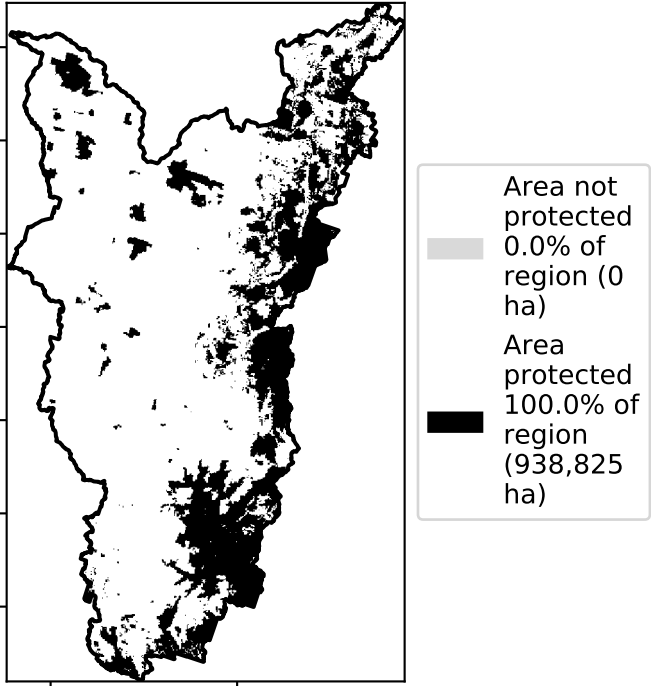 Area not
protected
0.0% of
region (0
ha)
Area
protected
100.0% of
region
(938,825
ha)